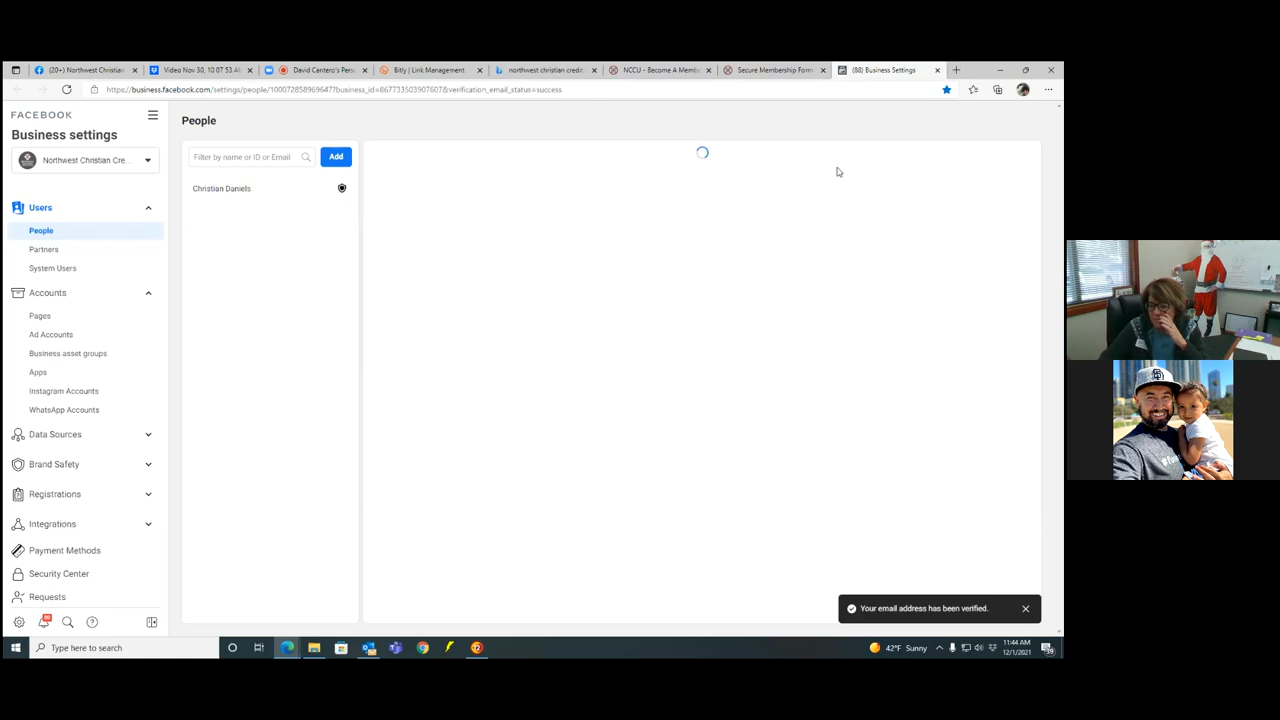 (20+) Northwest Christian
Video Nov 30, 10 07 53 A
David Cantero's Pers
Bitly | Link Management
northwest christian credit
NCCU - Become A Memb
Secure Membership Form
(88) Business Settings
https://business.facebook.com/settings/people/100072858969647?business_id=867733503907607&verification_email_status=success
FACEBOOK
Business settings
Northwest Christian Cre...
Users
People
Partners
System Users
Accounts
Pages
Ad Accounts
Business asset groups
Apps
Instagram Accounts
WhatsApp Accounts
Data Sources
Brand Safety
Registrations
Integrations
Payment Methods
Security Center
Requests
People
Filter by name or ID or Email
Add
Christian Daniels
Your email address has been verified.
Type here to search
42°F Sunny
11:44 AM
12/1/2021
39